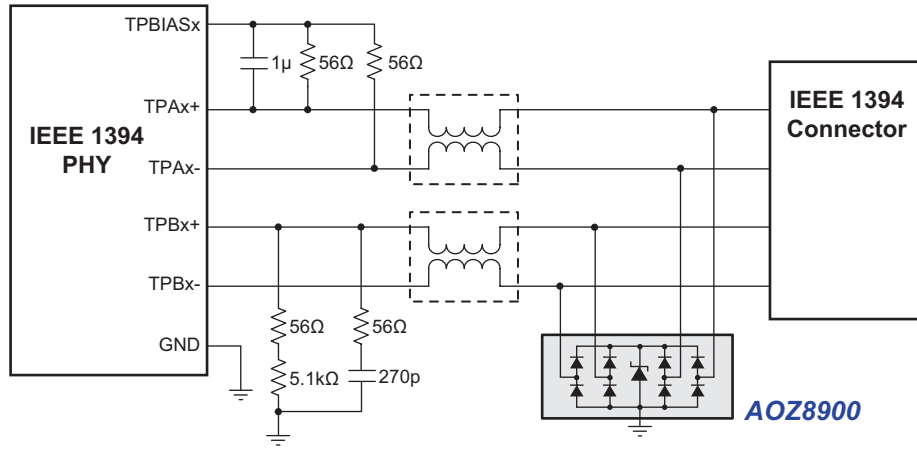 TPBIASx
1µ
56Ω
56Ω
TPAx+
IEEE 1394
PHY
TPAx-
TPBx+
TPBx-
56Ω
56Ω
GND
5.1kΩ
270p
IEEE 1394
Connector
AOZ8900